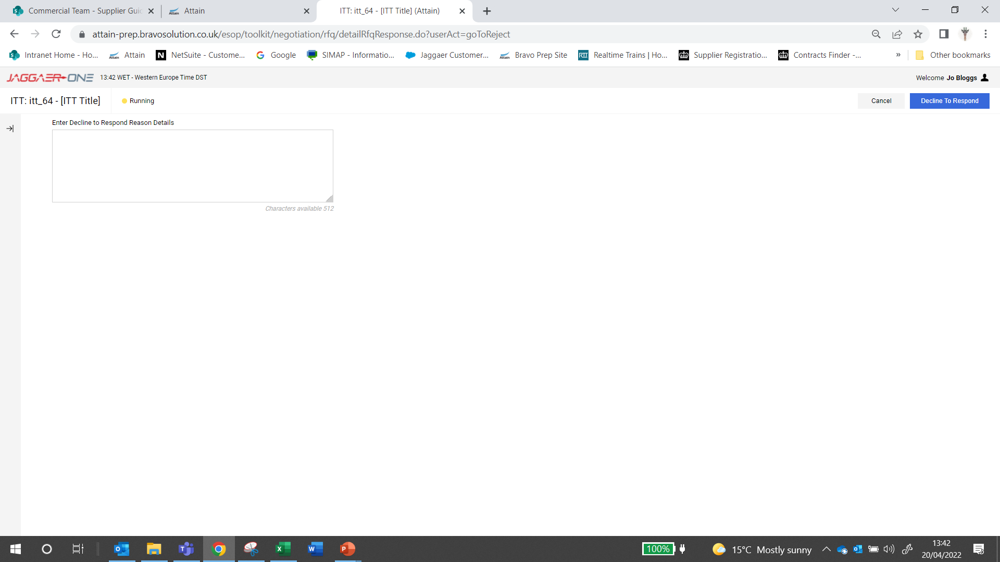 Commercial Team - Supplier Guid
Attain
ITT: itt_64 - [ITT Title] (Attain)
attain-prep.bravosolution.co.uk/esop/toolkit/negotiation/rfq/detailRfqResponse.do?userAct=goToReject
Intranet Home - Ho... Attain NetSuite - Custome... Google SIMAP - Informatio... Jaggaer Customer... Bravo Prep Site Realtime Trains | Ho... Supplier Registratio... Contracts Finder -... » Other bookmarks
JAGGAER ONE 13:42 WET - Western Europe Time DST Welcome Jo Bloggs
ITT: itt_64 - [ITT Title] Running Cancel Decline To Respond
Enter Decline to Respond Reason Details
Characters available 512
100% 15°C Mostly sunny 13:42
20/04/2022